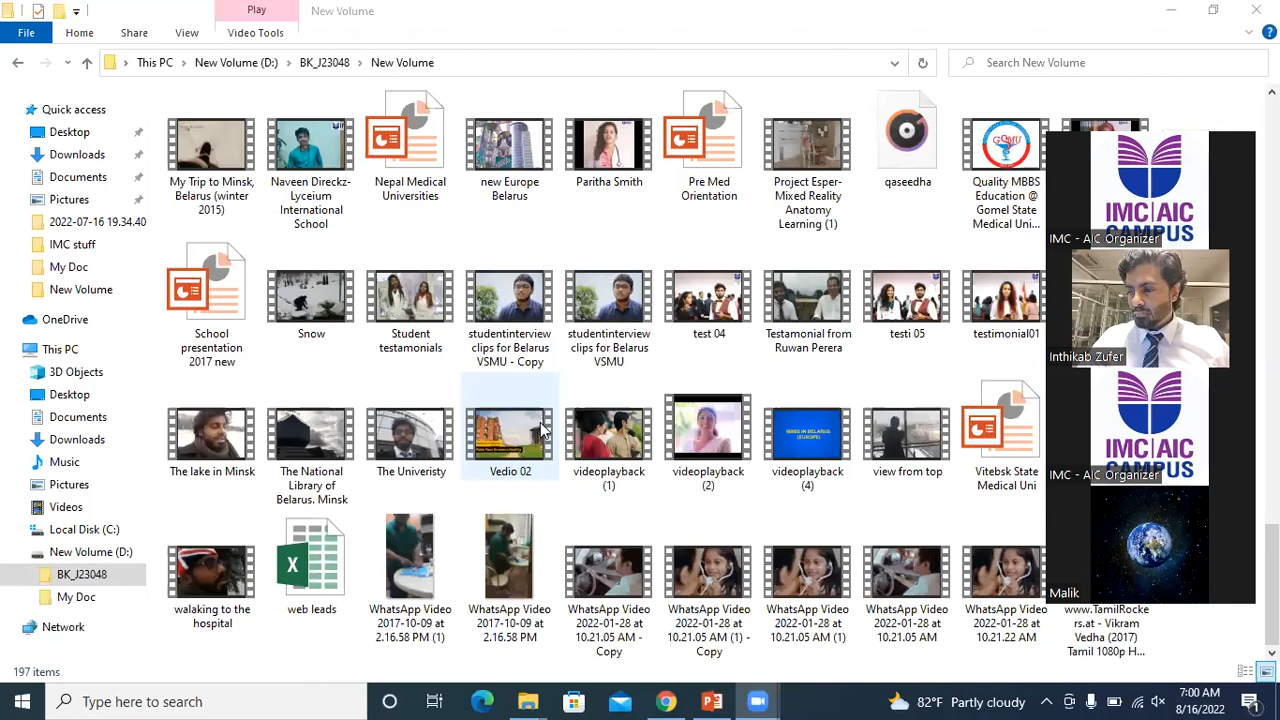 Play
New Volume
File
Home
Share
View
Video Tools
This PC
New Volume (D:)
BK_J23048
New Volume
Search New Volume
Quick access
Desktop
Downloads
Documents
Pictures
2022-07-16 19.34.40
IMC stuff
My Doc
New Volume
OneDrive
This PC
3D Objects
Desktop
Documents
Downloads
Music
Pictures
Videos
Local Disk (C:)
New Volume (D:)
BK_J23048
My Doc
Network
My Trip to Minsk,
Belarus (winter
2015)
Naveen Direckz-
Lyceum
International
School
Nepal Medical
Universities
new Europe
Belarus
Paritha Smith
Pre Med
Orientation
Project Esper-
Mixed Reality
Anatomy
Learning (1)
qaseedha
GSMU
Quality MBBS
Education @
Gomel State
Medical Uni...
School
presentation
2017 new
Snow
Student
testamonials
studentinterview
clips for Belarus
VSMU - Copy
studentinterview
clips for Belarus
VSMU
test 04
Testamonial from
Ruwan Perera
testi 05
testimonial01
The lake in Minsk
The National
Library of
Belarus. Minsk
The Univeristy
Vedio 02
videoplayback
(1)
videoplayback
(2)
MBBS IN BELARUS
(EUROPE)
videoplayback
(4)
view from top
Vitebsk State
Medical Uni
walaking to the
hospital
X
web leads
WhatsApp Video
2017-10-09 at
2.16.58 PM (1)
WhatsApp Video
2017-10-09 at
2.16.58 PM
WhatsApp Video
2022-01-28 at
10.21.05 AM -
Copy
WhatsApp Video
2022-01-28 at
10.21.05 AM (1) -
Copy
WhatsApp Video
2022-01-28 at
10.21.05 AM (1)
WhatsApp Video
2022-01-28 at
10.21.05 AM
WhatsApp Video
2022-01-28 at
10.21.22 AM
www.TamilRocke
rs.at - Vikram
Vedha (2017)
Tamil 1080p H...
IMC|AIC
CAMPUS
IMC - AIC Organizer
Inthikab Zufer
IMC|AIC
CAMPUS
IMC - AIC Organizer
Malik
197 items
Type here to search
82°F Partly cloudy
7:00 AM
8/16/2022
1